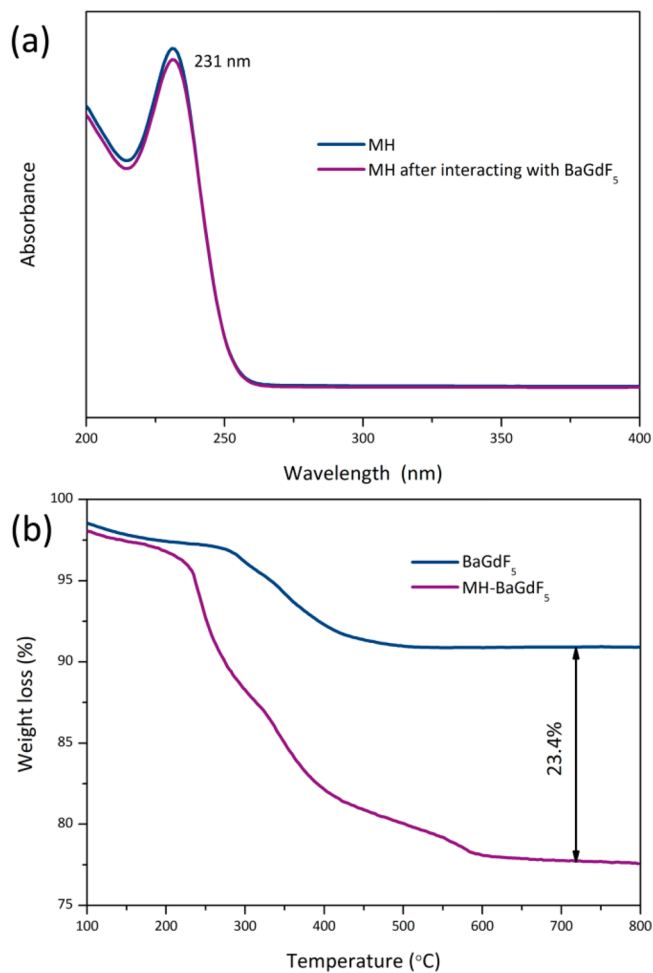 (a)
231 nm
MH
MH after interacting with BaGdF5
Absorbance
200
250
300
350
400
Wavelength (nm)
(b)
100
95
90
85
80
75
BaGdF5
MH-BaGdF5
23.4%
Weight loss (%)
100
200
300
400
500
600
700
800
Temperature (°C)